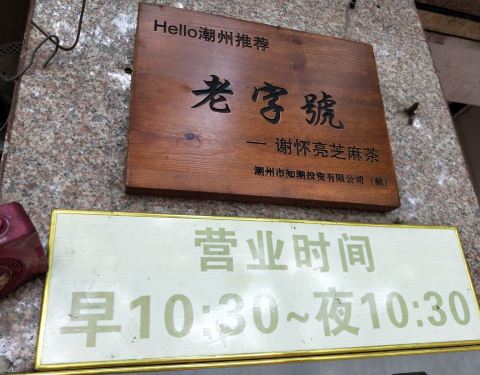 Hello潮州推荐
老字號
— 谢怀亮芝麻茶
潮州市知潮投资有限公司（献）
营业时间
早10:30~夜10:30